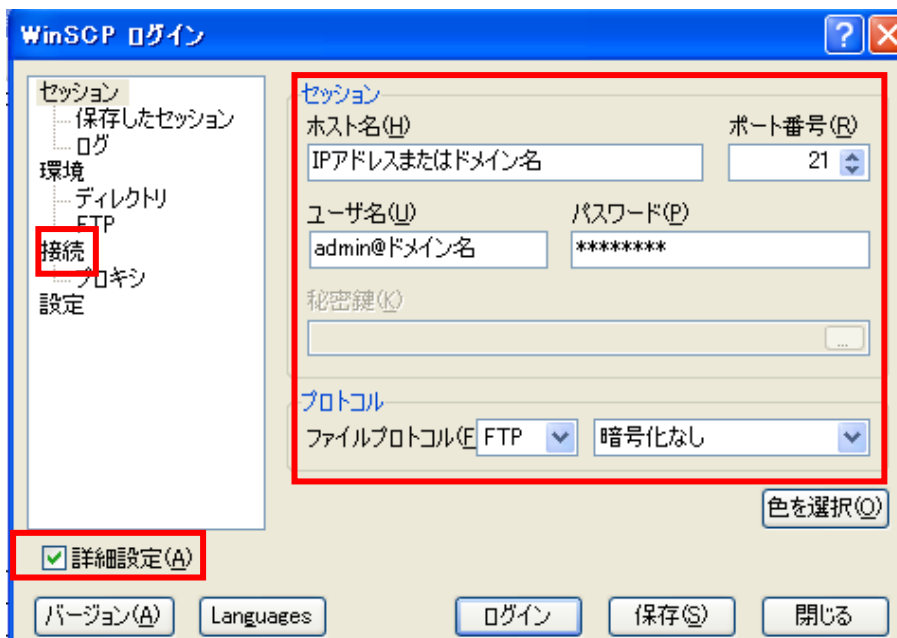 WinSCP ログイン
セッション
保存したセッション
ログ
環境
ディレクトリ
FTP
接続
プロキシ
設定
詳細設定(A)
セッション
ホスト名(H)
ポート番号(R)
IPアドレスまたはドメイン名
21
ユーザ名(U)
パスワード(P)
admin@ドメイン名
********
秘密鍵(K)
...
プロトコル
ファイルプロトコル(F
FTP
暗号化なし
色を選択(O)
バージョン(A)
Languages
ログイン
保存(S)
閉じる